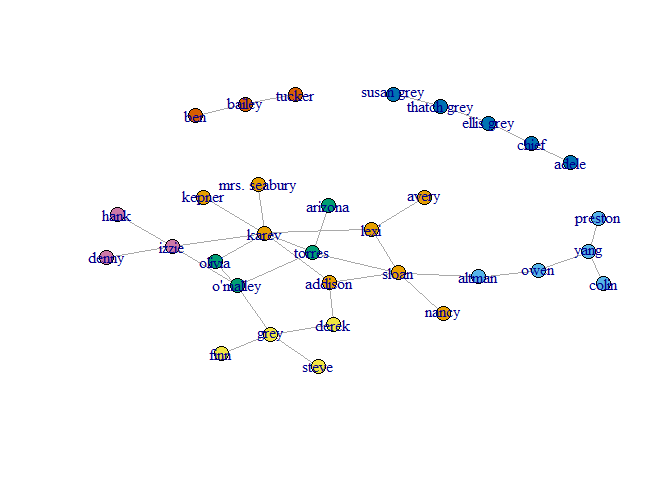 susan grey
tucker
bailey
thatch grey
ben
ellis grey
chief
adele
mrs. seabury
kepner
avery
arizona
hank
preston
lexi
karev
izzie
yang
torres
denny
olivia
owen
sloan
altman
addison
colin
o'malley
nancy
derek
grey
finn
steve